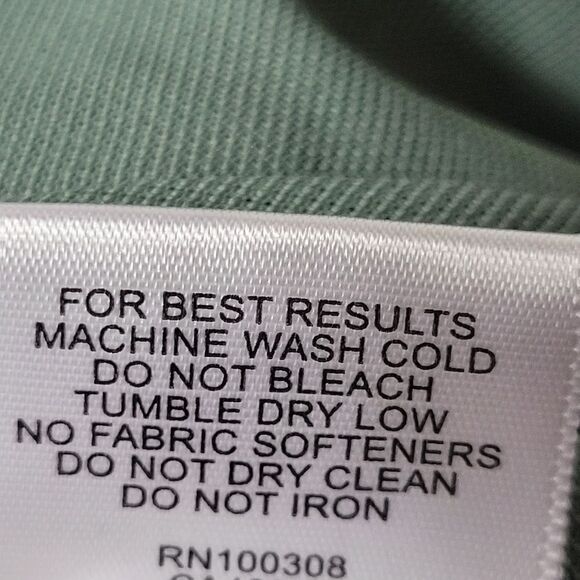 FOR BEST RESULTS
MACHINE WASH COLD
DO NOT BLEACH
TUMBLE DRY LOW
NO FABRIC SOFTENERS
DO NOT DRY CLEAN
DO NOT IRON
RN100308